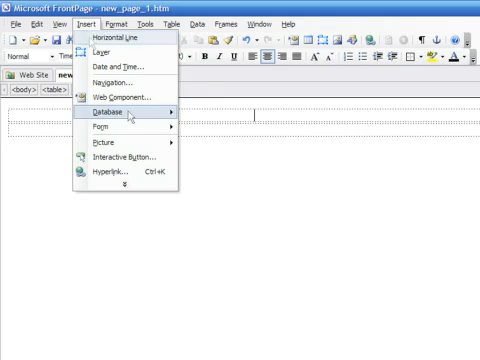 Microsoft FrontPage - new_page_1.htm
File Edit View Insert Format Tools Table Data Frames Window Help
Normal B I U A A A
Web Site new
<body> <table>
Horizontal Line
Layer
Date and Time...
Navigation...
Web Component...
Database
Form
Picture
Interactive Button...
Hyperlink... Ctrl+K